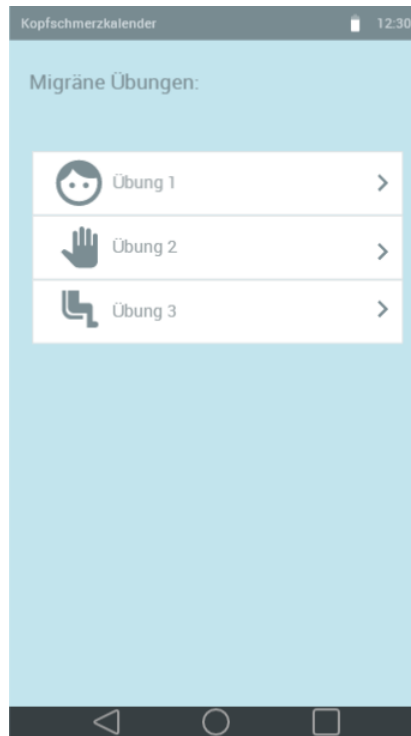 Kopfschmerzkalender 12:30
Migräne Übungen:
Übung 1
Übung 2
Übung 3